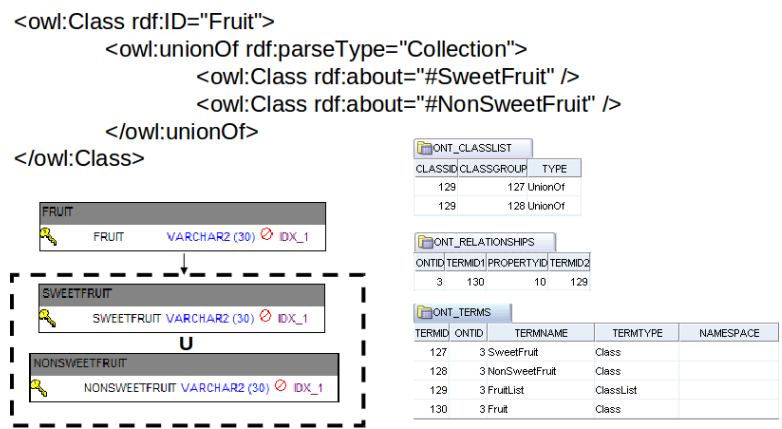 <owl:Class rdf:ID="Fruit">
<owl:unionOf rdf:parseType="Collection">
<owl:Class rdf:about="#SweetFruit" />
<owl:Class rdf:about="#NonSweetFruit" />
</owl:unionOf>
</owl:Class>
FRUIT
FRUIT VARCHAR2 (30) IDX_1
SWEETFRUIT
SWEETFRUIT VARCHAR2 (30) IDX_1
U
NONSWEETFRUIT
NONSWEETFRUIT VARCHAR2 (30) IDX_1
ONT_CLASSLIST
CLASSID CLASSGROUP TYPE
129 127 UnionOf
129 128 UnionOf
ONT_RELATIONSHIPS
ONTID TERMID1 PROPERTYID TERMID2
3 130 10 129
ONT_TERMS
TERMID ONTID TERMNAME TERMTYPE NAMESPACE
127 3 SweetFruit Class
128 3 NonSweetFruit Class
129 3 FruitList ClassList
130 3 Fruit Class